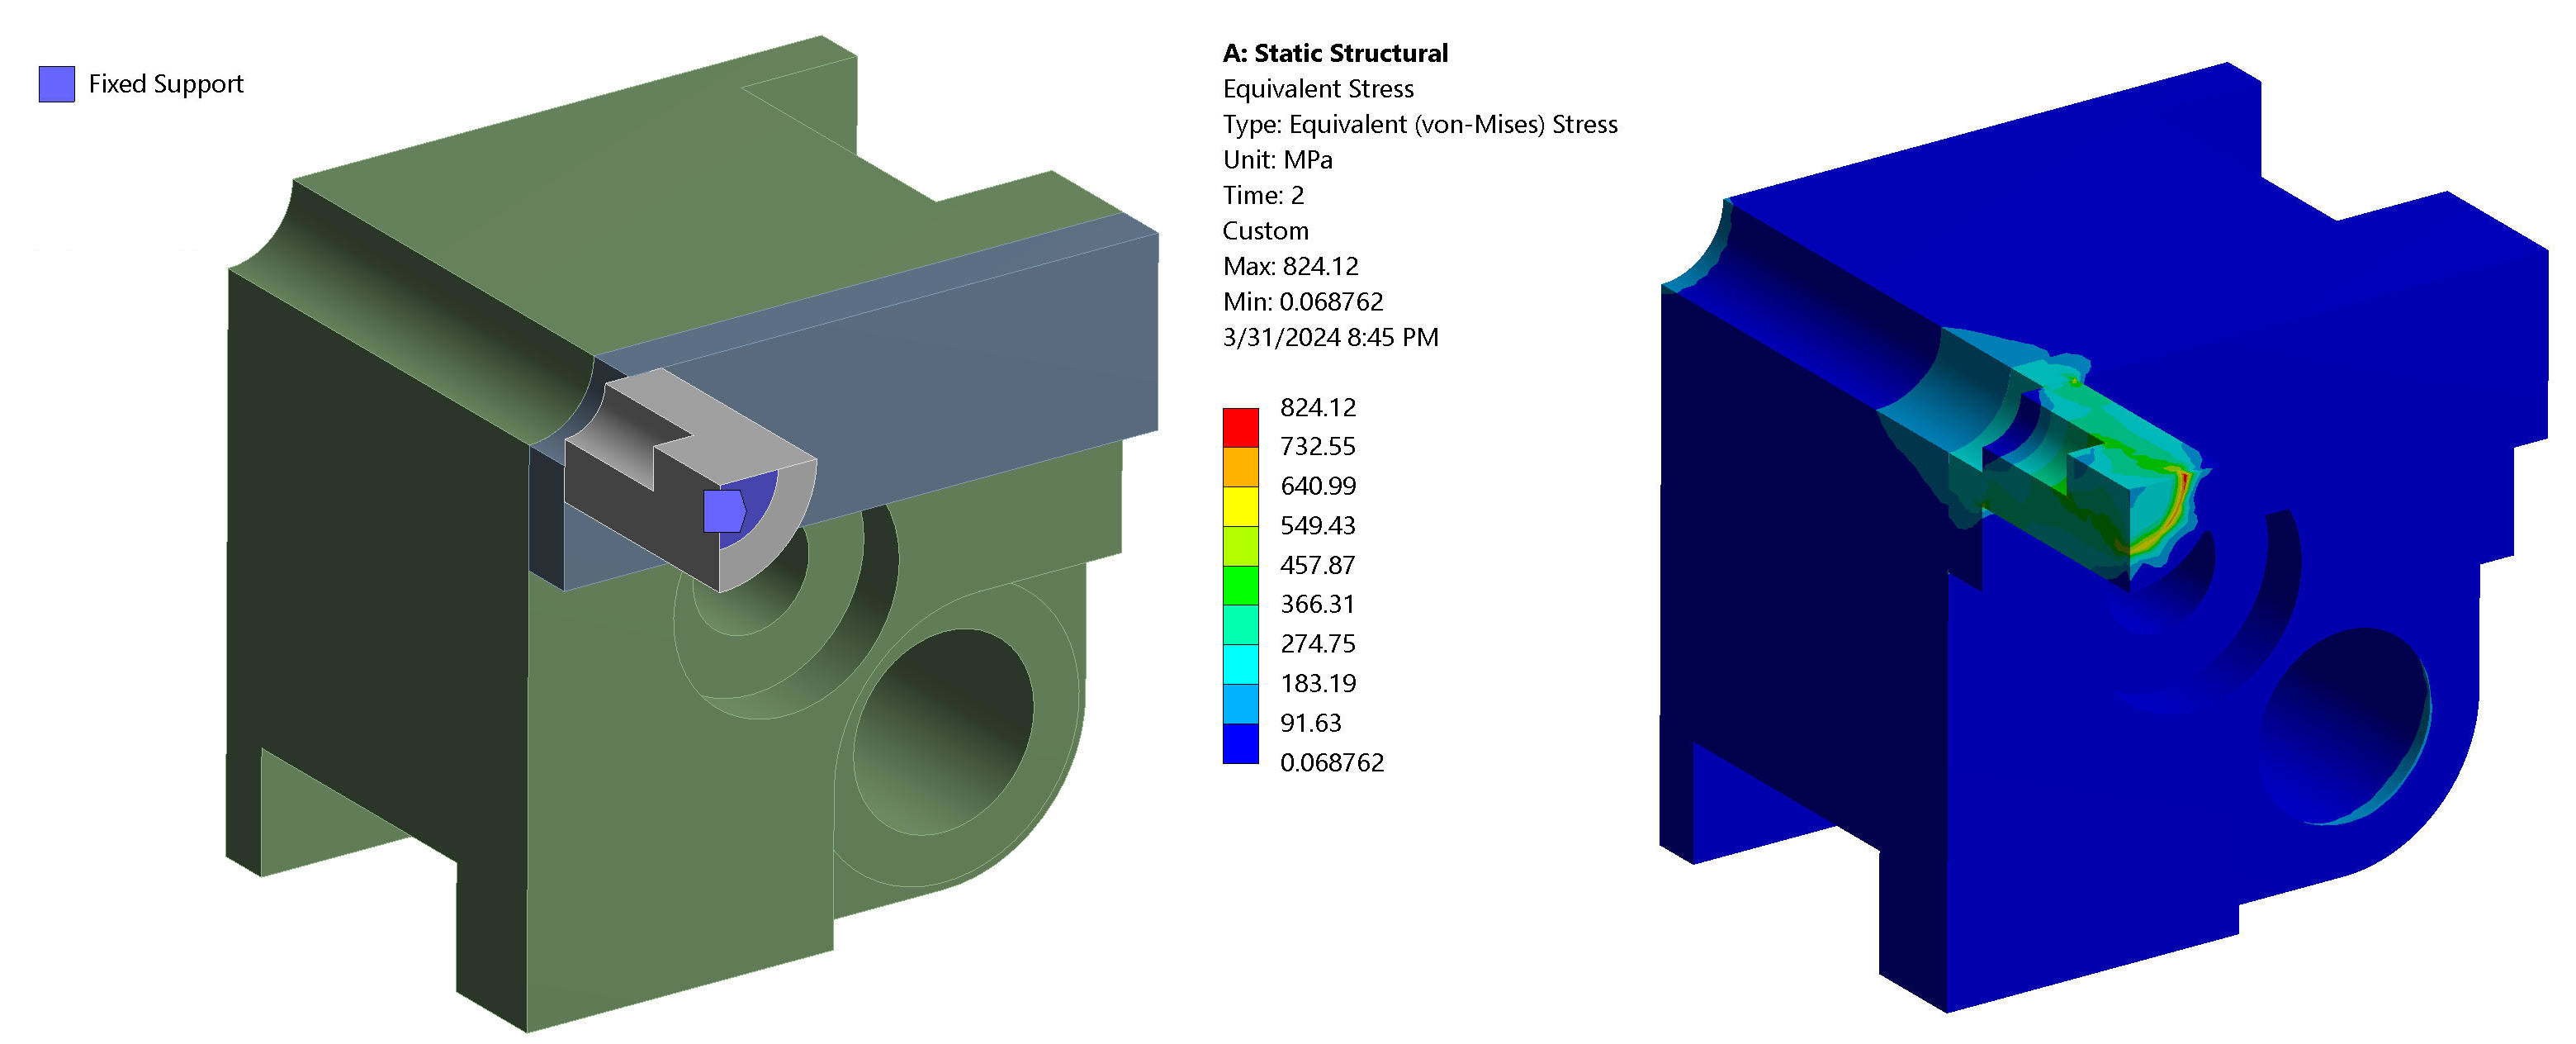 Fixed Support
A: Static Structural
Equivalent Stress
Type: Equivalent (von-Mises) Stress
Unit: MPa
Time: 2
Custom
Max: 824.12
Min: 0.068762
3/31/2024 8:45 PM
824.12
732.55
640.99
549.43
457.87
366.31
274.75
183.19
91.63
0.068762